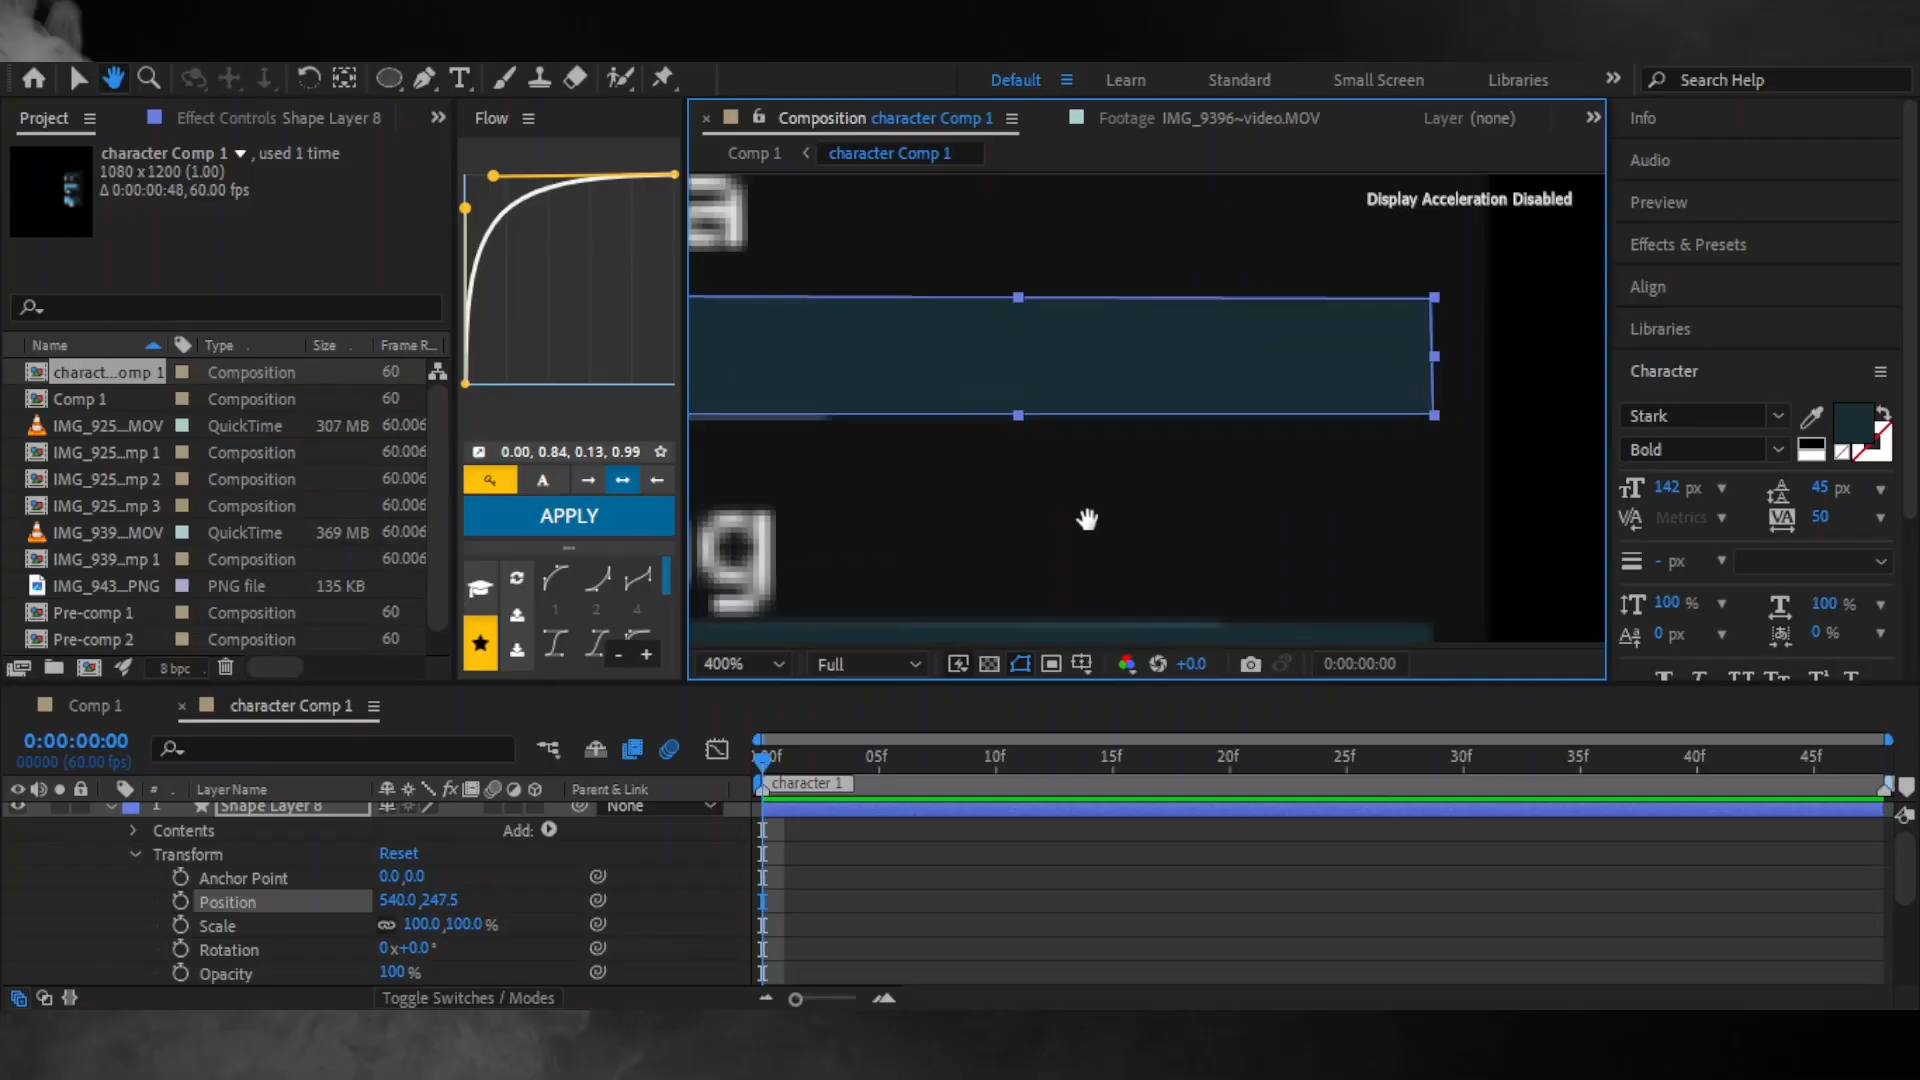 Default
Learn
Standard
Small Screen
Libraries
Search Help
Project
Effect Controls Shape Layer 8
Flow
Composition character Comp 1
Footage IMG_9396~video.MOV
Layer (none)
Info
character Comp 1 , used 1 time
1080 x 1200 (1.00)
Δ 0:00:00:48, 60.00 fps
Comp 1
character Comp 1
Audio
Display Acceleration Disabled
Preview
Effects & Presets
Align
Libraries
Name
Type
Size
Frame R...
charact...omp 1
Composition
60
Comp 1
Composition
60
IMG_925...MOV
QuickTime
307 MB
60.006
IMG_925...mp 1
Composition
60.006
IMG_925...mp 2
Composition
60.006
IMG_925...mp 3
Composition
60.006
IMG_939...MOV
QuickTime
369 MB
60.006
IMG_939...mp 1
Composition
60.006
IMG_943...PNG
PNG file
135 KB
Pre-comp 1
Composition
60
Pre-comp 2
Composition
60
8 bpc
0.00, 0.84, 0.13, 0.99
A
APPLY
1
2
4
a
g
400%
Full
+0.0
0:00:00:00
Character
Stark
Bold
142 px
45 px
Metrics
50
- px
100 %
100 %
0 px
0 %
Comp 1
character Comp 1
0:00:00:00
00000 (60.00 fps)
:00f
05f
10f
15f
20f
25f
30f
35f
40f
45f
#
Layer Name
Parent & Link
character 1
1
Shape Layer 8
None
Contents
Add:
Transform
Reset
Anchor Point
0.0,0.0
Position
540.0,247.5
Scale
100.0,100.0 %
Rotation
0 x+0.0 °
Opacity
100 %
Toggle Switches / Modes